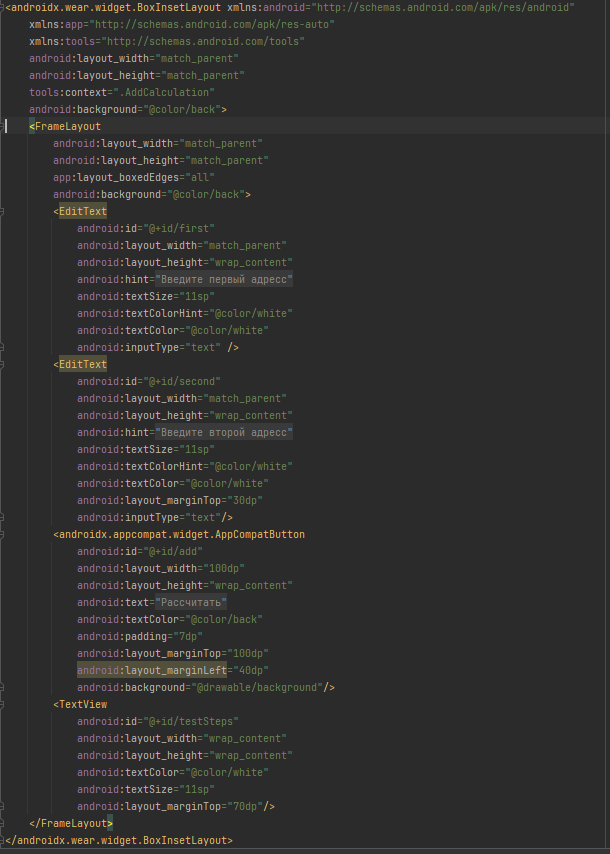 <androidx.wear.widget.BoxInsetLayout xmlns:android="http://schemas.android.com/apk/res/android"
    xmlns:app="http://schemas.android.com/apk/res-auto"
    xmlns:tools="http://schemas.android.com/tools"
    android:layout_width="match_parent"
    android:layout_height="match_parent"
    tools:context=".AddCalculation"
    android:background="@color/back">
    <FrameLayout
        android:layout_width="match_parent"
        android:layout_height="match_parent"
        app:layout_boxedEdges="all"
        android:background="@color/back">
        <EditText
            android:id="@+id/first"
            android:layout_width="match_parent"
            android:layout_height="wrap_content"
            android:hint="Введите первый адресс"
            android:textSize="11sp"
            android:textColorHint="@color/white"
            android:textColor="@color/white"
            android:inputType="text" />
        <EditText
            android:id="@+id/second"
            android:layout_width="match_parent"
            android:layout_height="wrap_content"
            android:hint="Введите второй адресс"
            android:textSize="11sp"
            android:textColorHint="@color/white"
            android:textColor="@color/white"
            android:layout_marginTop="30dp"
            android:inputType="text"/>
        <androidx.appcompat.widget.AppCompatButton
            android:id="@+id/add"
            android:layout_width="100dp"
            android:layout_height="wrap_content"
            android:text="Рассчитать"
            android:textColor="@color/back"
            android:padding="7dp"
            android:layout_marginTop="100dp"
            android:layout_marginLeft="40dp"
            android:background="@drawable/background"/>
        <TextView
            android:id="@+id/testSteps"
            android:layout_width="wrap_content"
            android:layout_height="wrap_content"
            android:textColor="@color/white"
            android:textSize="11sp"
            android:layout_marginTop="70dp"/>
    </FrameLayout>
</androidx.wear.widget.BoxInsetLayout>